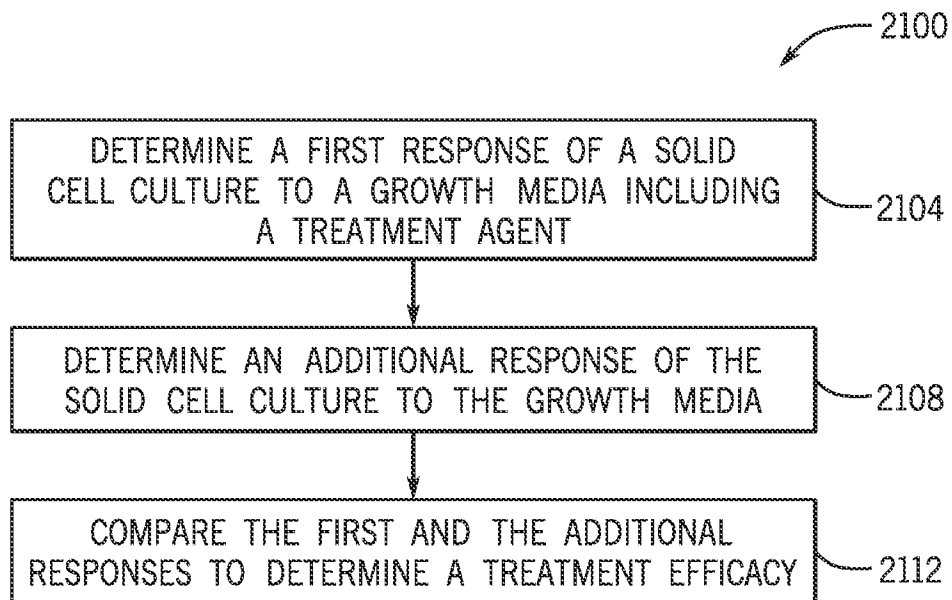 2100
DETERMINE A FIRST RESPONSE OF A SOLID
CELL CULTURE TO A GROWTH MEDIA INCLUDING
A TREATMENT AGENT
2104
DETERMINE AN ADDITIONAL RESPONSE OF THE
SOLID CELL CULTURE TO THE GROWTH MEDIA
2108
COMPARE THE FIRST AND THE ADDITIONAL
RESPONSES TO DETERMINE A TREATMENT EFFICACY
2112